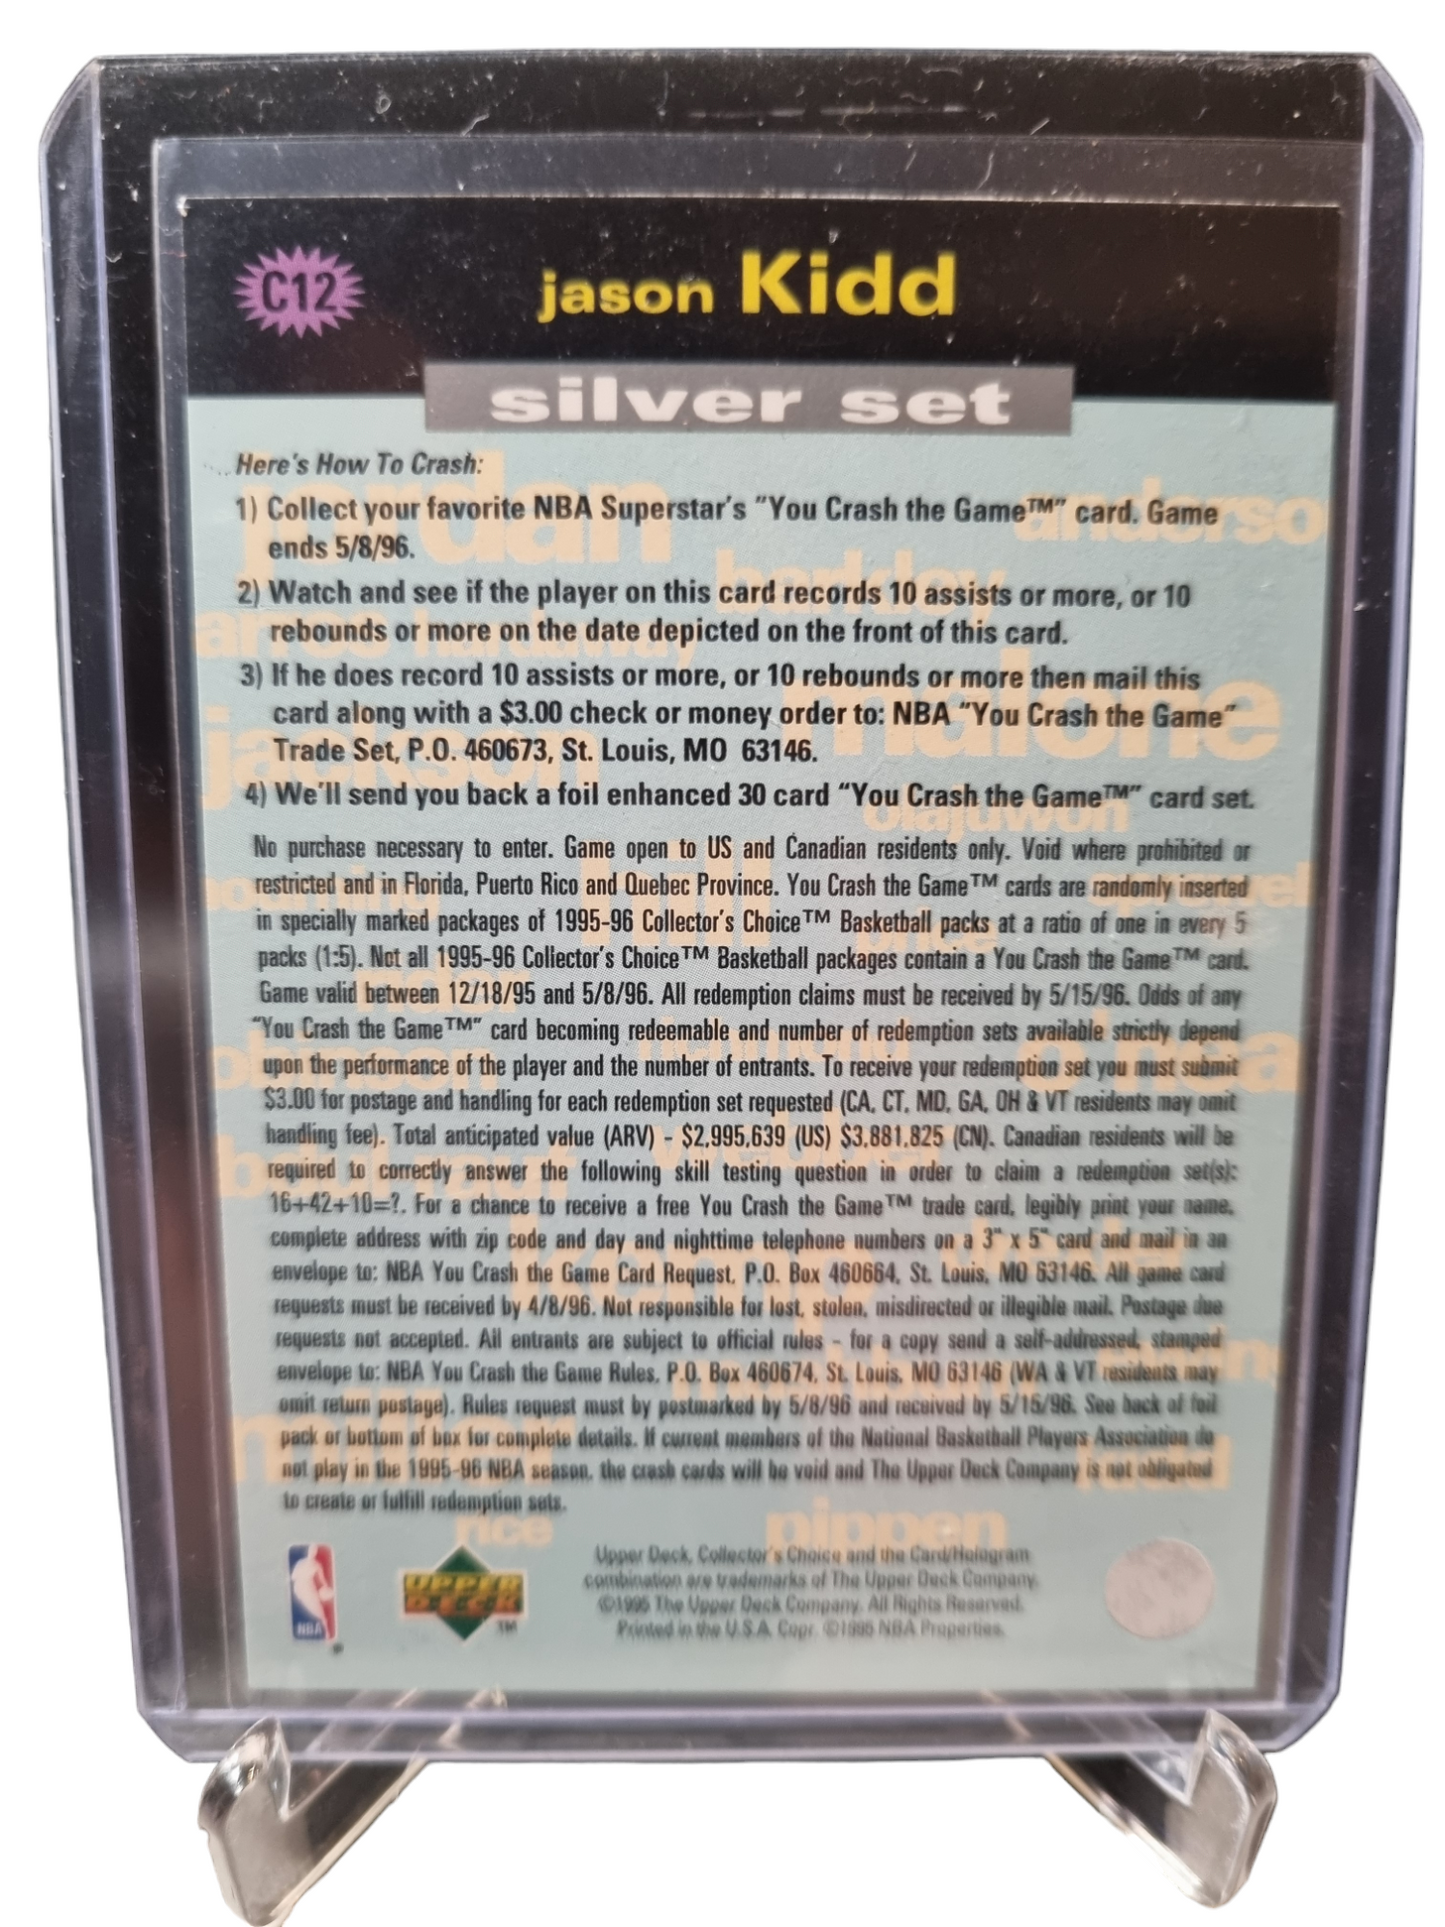 C12
jason Kidd
silver set
Here's How To Crash:
1) Collect your favorite NBA Superstar's "You Crash the Game™" card. Game
ends 5/8/96.
2) Watch and see if the player on this card records 10 assists or more, or 10
rebounds or more on the date depicted on the front of this card.
3) If he does record 10 assists or more, or 10 rebounds or more then mail this
card along with a $3.00 check or money order to: NBA "You Crash the Game"
Trade Set, P.O. 460673, St. Louis, MO 63146.
4) We'll send you back a foil enhanced 30 card "You Crash the Game™" card set.
No purchase necessary to enter. Game open to US and Canadian residents only. Void where prohibited or
restricted and in Florida, Puerto Rico and Quebec Province. You Crash the Game™ cards are randomly inserted
in specially marked packages of 1995-96 Collector's Choice™ Basketball packs at a ratio of one in every 5
packs (1:5). Not all 1995-96 Collector's Choice™ Basketball packages contain a You Crash the Game™ card.
Game valid between 12/18/95 and 5/8/96. All redemption claims must be received by 5/15/96. Odds of any
"You Crash the Game™" card becoming redeemable and number of redemption sets available strictly depend
upon the performance of the player and the number of entrants. To receive your redemption set you must submit
$3.00 for postage and handling for each redemption set requested (CA, CT, MD, GA, OH & VT residents may omit
handling fee). Total anticipated value (ARV) - $2,995,639 (US) $3,881,825 (CN). Canadian residents will be
required to correctly answer the following skill testing question in order to claim a redemption set(s):
16+42+10=?. For a chance to receive a free You Crash the Game™ trade card, legibly print your name,
complete address with zip code and day and nighttime telephone numbers on a 3" x 5" card and mail in an
envelope to: NBA You Crash the Game Card Request, P.O. Box 460664, St. Louis, MO 63146. All game card
requests must be received by 4/8/96. Not responsible for lost, stolen, misdirected or illegible mail. Postage due
requests not accepted. All entrants are subject to official rules - for a copy send a self-addressed, stamped
envelope to: NBA You Crash the Game Rules, P.O. Box 460674, St. Louis, MO 63146 (WA & VT residents may
omit return postage). Rules request must by postmarked by 5/8/96 and received by 5/15/96. See back of foil
pack or bottom of box for complete details. If current members of the National Basketball Players Association do
not play in the 1995-96 NBA season, the crash cards will be void and The Upper Deck Company is not obligated
to create or fulfill redemption sets.
rice pippen
NBA
UPPER DECK ™
Upper Deck, Collector's Choice and the Card/Hologram
combination are trademarks of The Upper Deck Company.
©1995 The Upper Deck Company. All Rights Reserved.
Printed in the U.S.A. Copr. ©1995 NBA Properties.